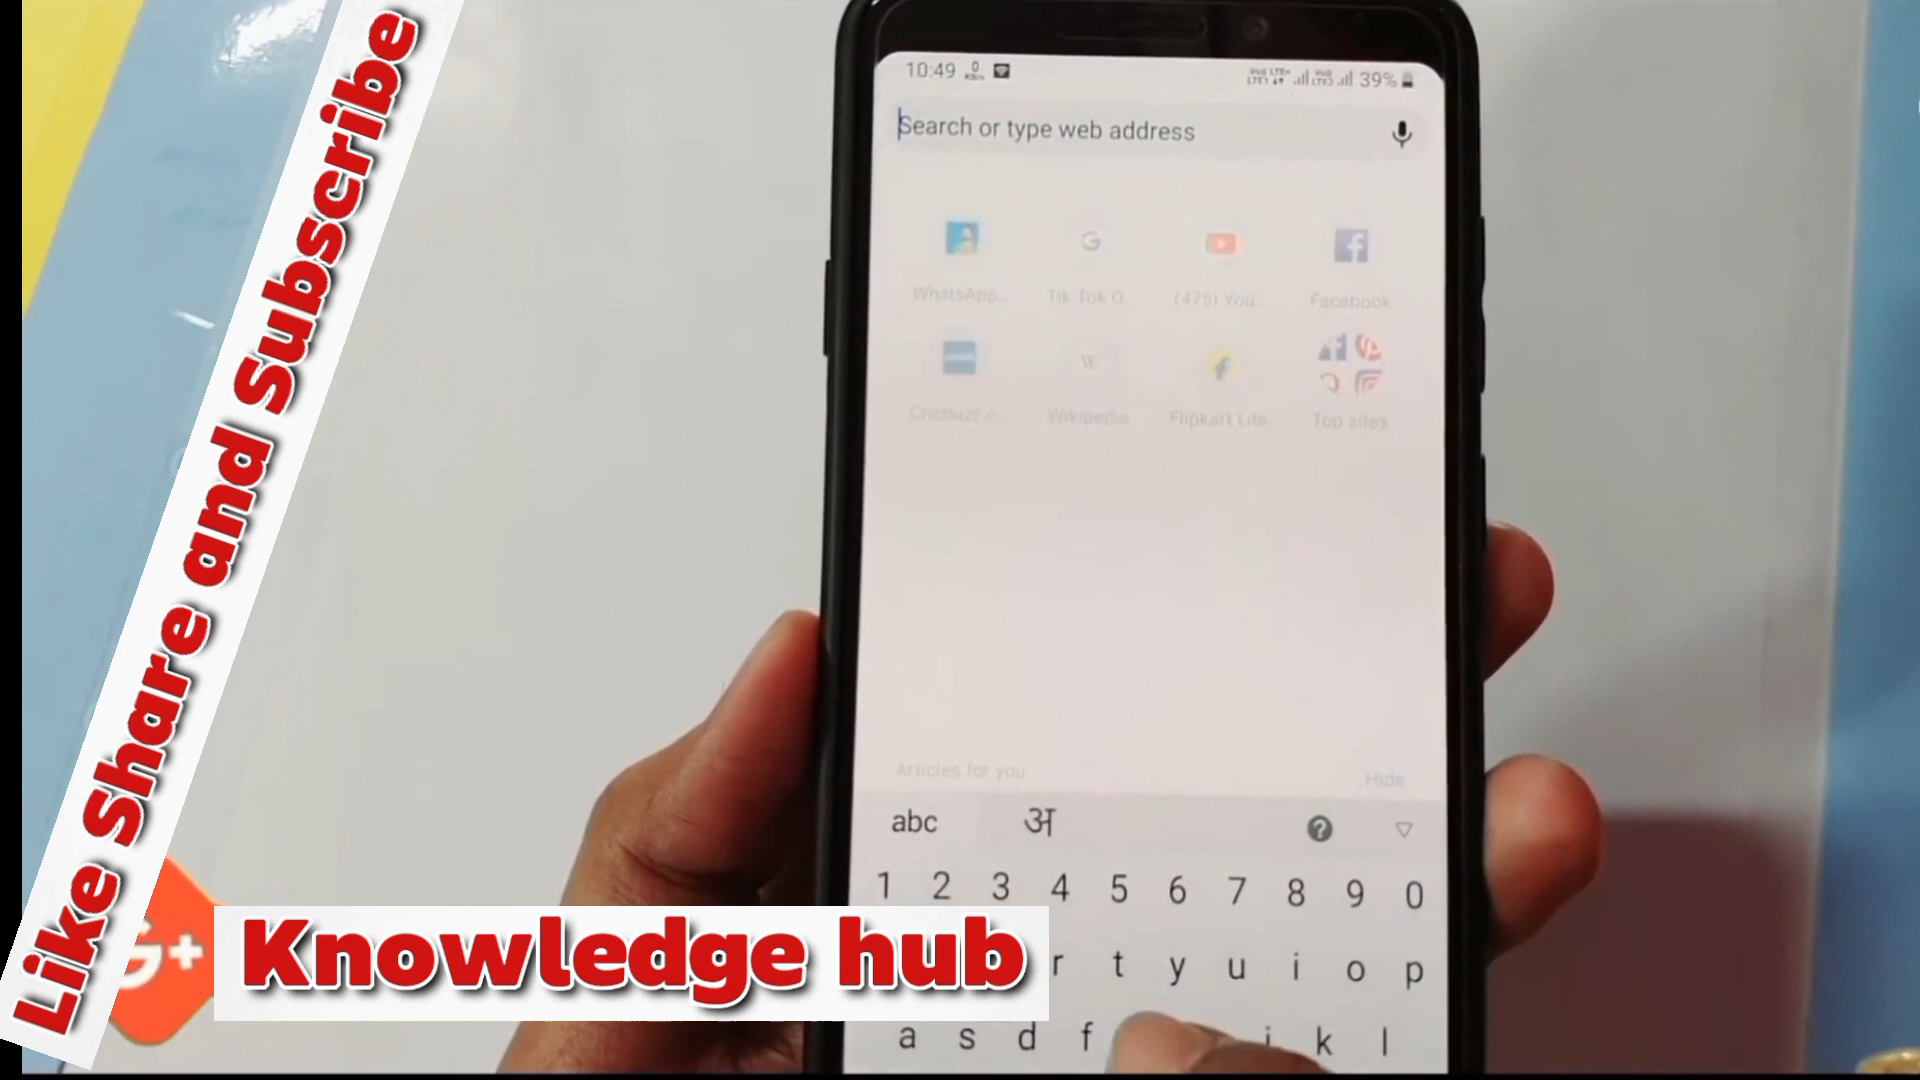 Like Share and Subscribe
10:49 0 KB/s 39%
Search or type web address
WhatsApp... Tik Tok O... (475) You... Facebook
Cricbuzz.c... Wikipedia Flipkart Lite Top sites
Articles for you Hide
abc अ ?
1 2 3 4 5 6 7 8 9 0
r t y u i o p
a s d f j k l
G+ Knowledge hub